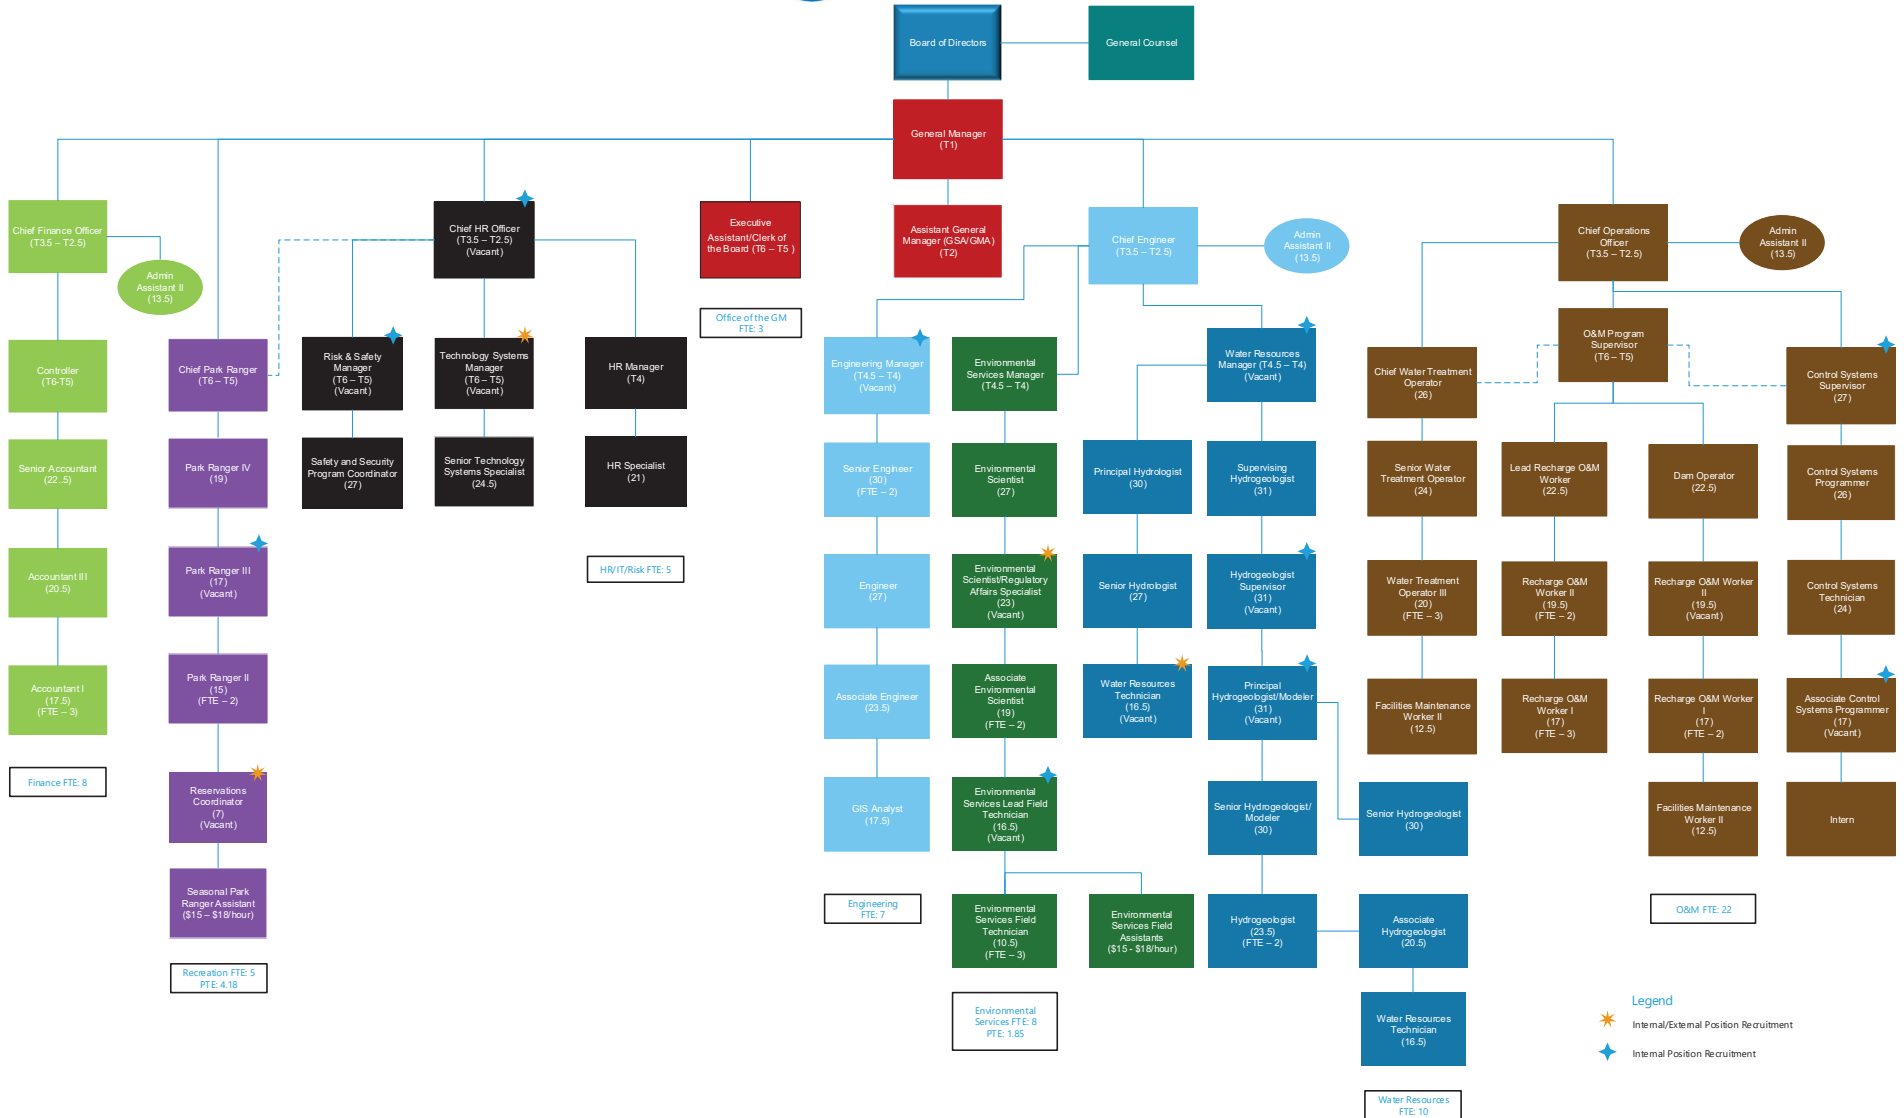 Board of Directors
General Counsel
General Manager
(T1)
Chief Finance Officer
(T3.5 – T2.5)
Admin
Assistant II
(13.5)
Chief HR Officer
(T3.5 – T2.5)
(Vacant)
Executive
Assistant/Clerk of
the Board (T6 – T5 )
Assistant General
Manager (GSA/GMA)
(T2)
Chief Engineer
(T3.5 – T2.5)
Admin
Assistant II
(13.5)
Chief Operations
Officer
(T3.5 – T2.5)
Admin
Assistant II
(13.5)
Office of the GM
FTE: 3
Controller
(T6-T5)
Chief Park Ranger
(T6 – T5)
Risk & Safety
Manager
(T6 – T5)
(Vacant)
Technology Systems
Manager
(T6 – T5)
(Vacant)
HR Manager
(T4)
Engineering Manager
(T4.5 – T4)
(Vacant)
Environmental
Services Manager
(T4.5 – T4)
Water Resources
Manager (T4.5 – T4)
(Vacant)
Chief Water Treatment
Operator
(26)
O&M Program
Supervisor
(T6 – T5)
Control Systems
Supervisor
(27)
Senior Accountant
(22..5)
Park Ranger IV
(19)
Safety and Security
Program Coordinator
(27)
Senior Technology
Systems Specialist
(24.5)
HR Specialist
(21)
Senior Engineer
(30)
(FTE – 2)
Environmental
Scientist
(27)
Principal Hydrologist
(30)
Supervising
Hydrogeologist
(31)
Senior Water
Treatment Operator
(24)
Lead Recharge O&M
Worker
(22.5)
Dam Operator
(22.5)
Control Systems
Programmer
(26)
Accountant III
(20.5)
Park Ranger III
(17)
(Vacant)
HR/IT/Risk FTE: 5
Engineer
(27)
Environmental
Scientist/Regulatory
Affairs Specialist
(23)
(Vacant)
Senior Hydrologist
(27)
Hydrogeologist
Supervisor
(31)
(Vacant)
Water Treatment
Operator III
(20)
(FTE – 3)
Recharge O&M
Worker II
(19.5)
(FTE – 2)
Recharge O&M Worker
II
(19.5)
(Vacant)
Control Systems
Technician
(24)
Accountant I
(17.5)
(FTE – 3)
Park Ranger II
(15)
(FTE – 2)
Associate Engineer
(23.5)
Associate
Environmental
Scientist
(19)
(FTE – 2)
Water Resources
Technician
(16.5)
(Vacant)
Principal
Hydrogeologist/Modeler
(31)
(Vacant)
Facilities Maintenance
Worker II
(12.5)
Recharge O&M
Worker I
(17)
(FTE – 3)
Recharge O&M Worker
I
(17)
(FTE – 2)
Associate Control
Systems Programmer
(17)
(Vacant)
Finance FTE: 8
Reservations
Coordinator
(7)
(Vacant)
GIS Analyst
(17.5)
Environmental
Services Lead Field
Technician
(16.5)
(Vacant)
Senior Hydrogeologist/
Modeler
(30)
Senior Hydrogeologist
(30)
Facilities Maintenance
Worker II
(12.5)
Intern
Seasonal Park
Ranger Assistant
($15 – $18/hour)
Engineering
FTE: 7
Environmental
Services Field
Technician
(10.5)
(FTE – 3)
Environmental
Services Field
Assistants
($15 - $18/hour)
Hydrogeologist
(23.5)
(FTE – 2)
Associate
Hydrogeologist
(20.5)
O&M FTE: 22
Recreation FTE: 5
PTE: 4.18
Environmental
Services FTE: 8
PTE: 1.85
Water Resources
Technician
(16.5)
Legend
Internal/External Position Recruitment
Internal Position Recruitment
Water Resources
FTE: 10